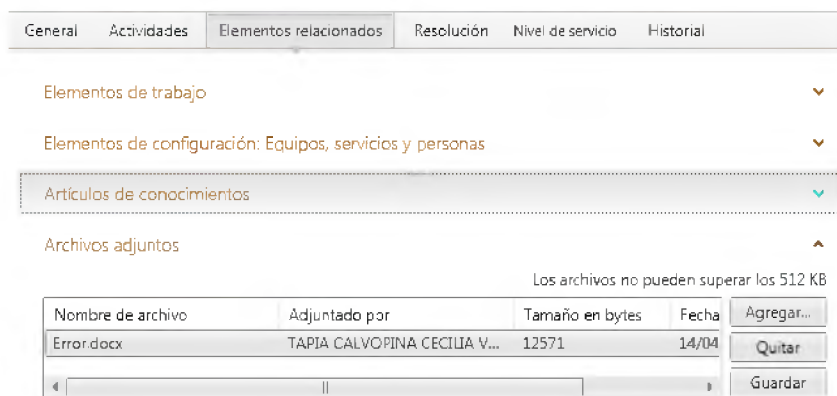 General Actividades Elementos relacionados Resolución Nivel de servicio Historial
Elementos de trabajo
Elementos de configuración: Equipos, servicios y personas
Artículos de conocimientos
Archivos adjuntos
Los archivos no pueden superar los 512 KB
Nombre de archivo Adjuntado por Tamaño en bytes Fecha Agregar...
Error.docx TAPIA CALVOPINA CECILIA V... 12571 14/04 Quitar
Guardar